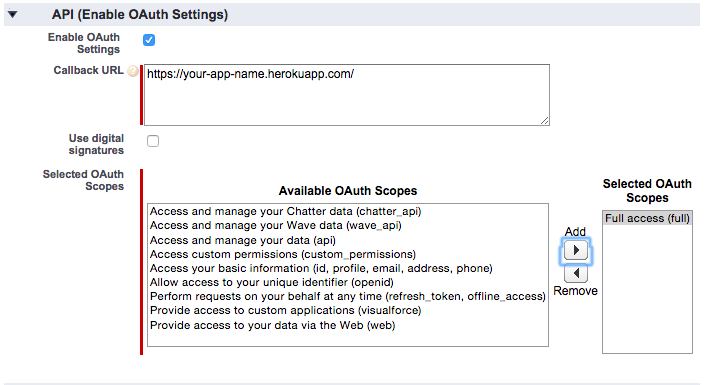 API (Enable OAuth Settings)
Enable OAuth
Settings
Callback URL
?
https://your-app-name.herokuapp.com/
Use digital
signatures
Selected OAuth
Scopes
Available OAuth Scopes
Access and manage your Chatter data (chatter_api)
Access and manage your Wave data (wave_api)
Access and manage your data (api)
Access custom permissions (custom_permissions)
Access your basic information (id, profile, email, address, phone)
Allow access to your unique identifier (openid)
Perform requests on your behalf at any time (refresh_token, offline_access)
Provide access to custom applications (visualforce)
Provide access to your data via the Web (web)
Add
Remove
Selected OAuth
Scopes
Full access (full)